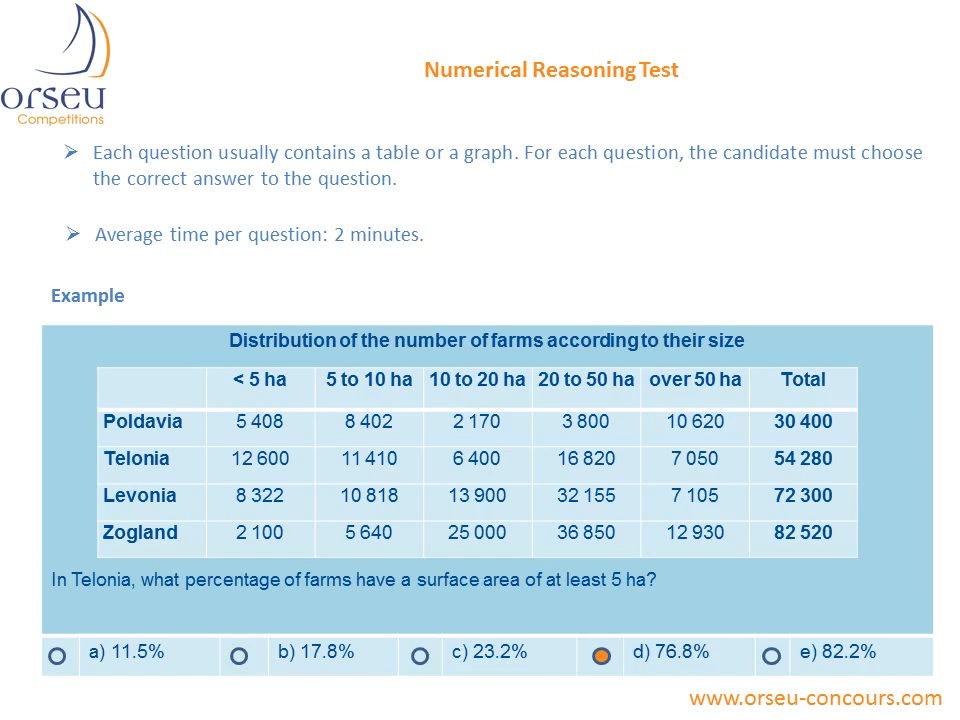 orseu
Competitions
Numerical Reasoning Test
Each question usually contains a table or a graph. For each question, the candidate must choose
the correct answer to the question.
Average time per question: 2 minutes.
Example
Distribution of the number of farms according to their size
< 5 ha 5 to 10 ha 10 to 20 ha 20 to 50 ha over 50 ha Total
Poldavia 5 408 8 402 2 170 3 800 10 620 30 400
Telonia 12 600 11 410 6 400 16 820 7 050 54 280
Levonia 8 322 10 818 13 900 32 155 7 105 72 300
Zogland 2 100 5 640 25 000 36 850 12 930 82 520
In Telonia, what percentage of farms have a surface area of at least 5 ha?
a) 11.5% b) 17.8% c) 23.2% d) 76.8% e) 82.2%
www.orseu-concours.com